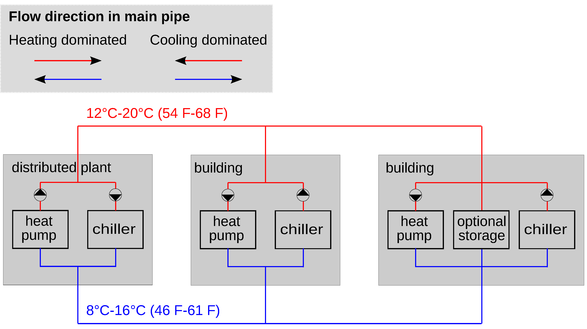 Flow direction in main pipe
Heating dominated
Cooling dominated
12°C-20°C (54 F-68 F)
distributed plant
heat
pump
chiller
building
heat
pump
chiller
building
heat
pump
optional
storage
chiller
8°C-16°C (46 F-61 F)